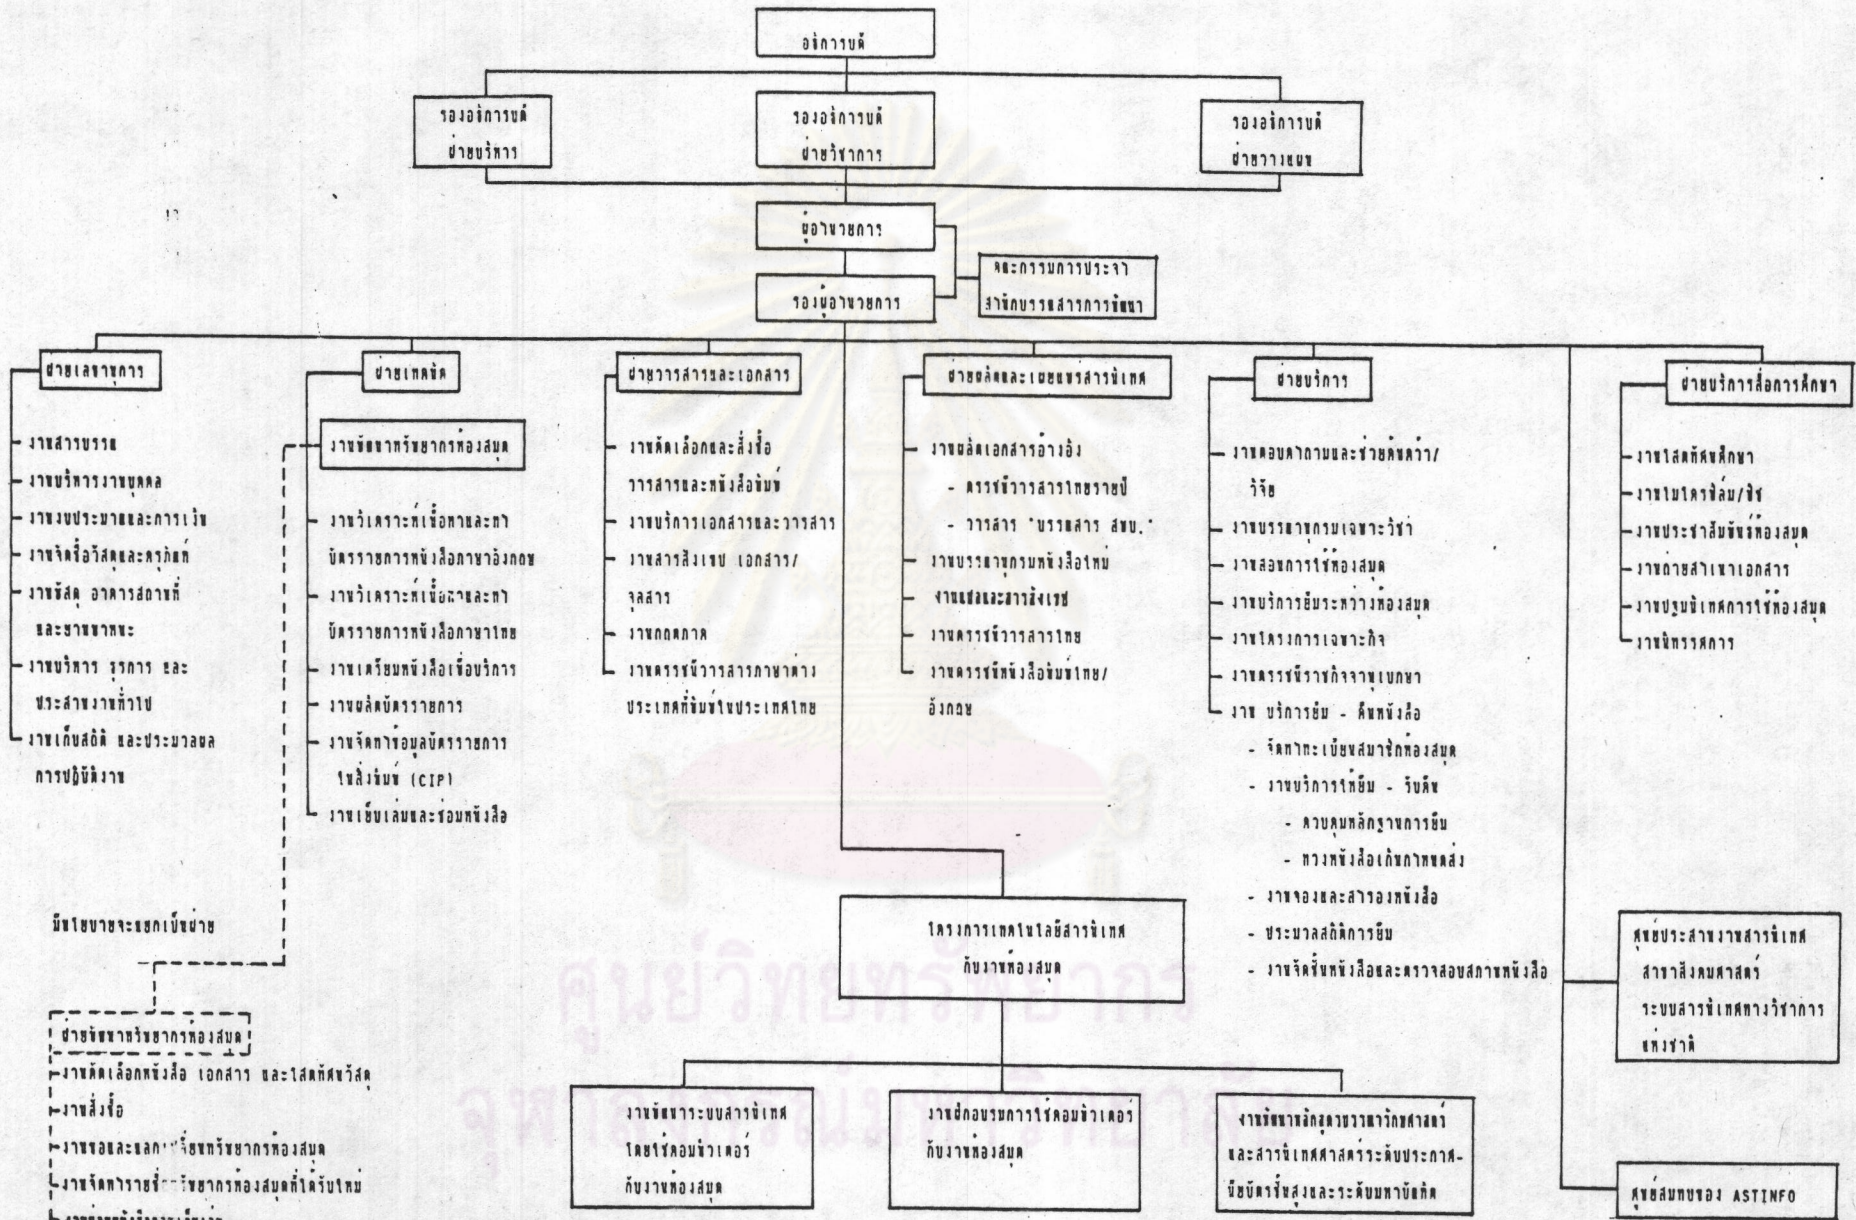 อธิการบดี
รองอธิการบดี
ฝ่ายบริหาร
รองอธิการบดี
ฝ่ายวิชาการ
รองอธิการบดี
ฝ่ายวางแผน
ผู้อำนวยการ
รองผู้อำนวยการ
คณะกรรมการประจำ
สำนักบรรณสารการพัฒนา
ฝ่ายเลขานุการ
งานสารบรรณ
งานบริหารงานบุคคล
งานงบประมาณและการเงิน
งานจัดซื้อวัสดุและครุภัณฑ์
งานพัสดุ อาคารสถานที่
และยานพาหนะ
งานบริหาร ธุรการ และ
ประสานงานทั่วไป
งานเก็บสถิติ และประมวลผล
การปฏิบัติงาน
ฝ่ายเทคนิค
งานพัฒนาทรัพยากรห้องสมุด
งานวิเคราะห์เนื้อหาและทำ
บัตรรายการหนังสือภาษาอังกฤษ
งานวิเคราะห์เนื้อหาและทำ
บัตรรายการหนังสือภาษาไทย
งานเตรียมหนังสือเพื่อบริการ
งานผลิตบัตรรายการ
งานจัดทำข้อมูลบัตรรายการ
ในสิ่งพิมพ์ (CIP)
งานเย็บเล่มและซ่อมหนังสือ
ฝ่ายวารสารและเอกสาร
งานคัดเลือกและสั่งซื้อ
วารสารและหนังสือพิมพ์
งานบริการเอกสารและวารสาร
งานสารสังเขป เอกสาร/
จุลสาร
งานกฤตภาค
งานดรรชนีวารสารภาษาต่าง
ประเทศที่พิมพ์ในประเทศไทย
ฝ่ายผลิตและเผยแพร่สารนิเทศ
งานผลิตเอกสารอ้างอิง
- ดรรชนีวารสารไทยรายปี
- วารสาร "บรรณสาร สพบ."
งานบรรณานุกรมหนังสือใหม่
งานดรรชนีวารสารไทย
งานดรรชนีหนังสือพิมพ์ไทย/
อังกฤษ
ฝ่ายบริการ
งานตอบคำถามและช่วยค้นคว้า/
วิจัย
งานบรรณานุกรมเฉพาะวิชา
งานสอนการใช้ห้องสมุด
งานบริการยืมระหว่างห้องสมุด
งานโครงการเฉพาะกิจ
งานดรรชนีราชกิจจานุเบกษา
งาน บริการยืม - คืนหนังสือ
- จัดทำทะเบียนสมาชิกห้องสมุด
- งานบริการให้ยืม - รับคืน
- ควบคุมหลักฐานการยืม
- ทวงหนังสือเกินกำหนดส่ง
- งานจองและสำรองหนังสือ
- ประมวลสถิติการยืม
- งานจัดชั้นหนังสือและตรวจสอบสภาพหนังสือ
ฝ่ายบริการสื่อการศึกษา
งานโสตทัศนศึกษา
งานไมโครฟิล์ม/ฟิช
งานประชาสัมพันธ์ห้องสมุด
งานถ่ายสำเนาเอกสาร
งานปฐมนิเทศการใช้ห้องสมุด
งานนิทรรศการ
มีนโยบายจะแยกเป็นฝ่าย
ฝ่ายพัฒนาทรัพยากรห้องสมุด
งานคัดเลือกหนังสือ เอกสาร และโสตทัศนวัสดุ
งานสั่งซื้อ
งานขอและแลกเปลี่ยนทรัพยากรห้องสมุด
งานจัดทำรายชื่อทรัพยากรห้องสมุดที่ได้รับใหม่
โครงการเทคโนโลยีสารนิเทศ
กับงานห้องสมุด
งานพัฒนาระบบสารนิเทศ
โดยใช้คอมพิวเตอร์
กับงานห้องสมุด
งานฝึกอบรมการใช้คอมพิวเตอร์
กับงานห้องสมุด
งานพัฒนาหลักสูตรบรรณารักษศาสตร์
และสารนิเทศศาสตร์ระดับประกาศ-
นียบัตรชั้นสูงและระดับมหาบัณฑิต
ศูนย์ประสานงานสารนิเทศ
สาขาสังคมศาสตร์
ระบบสารนิเทศทางวิชาการ
แห่งชาติ
ศูนย์สมทบของ ASTINFO
ศูนย์วิทยทรัพยากร
จุฬาลงกรณ์มหาวิทยาลัย